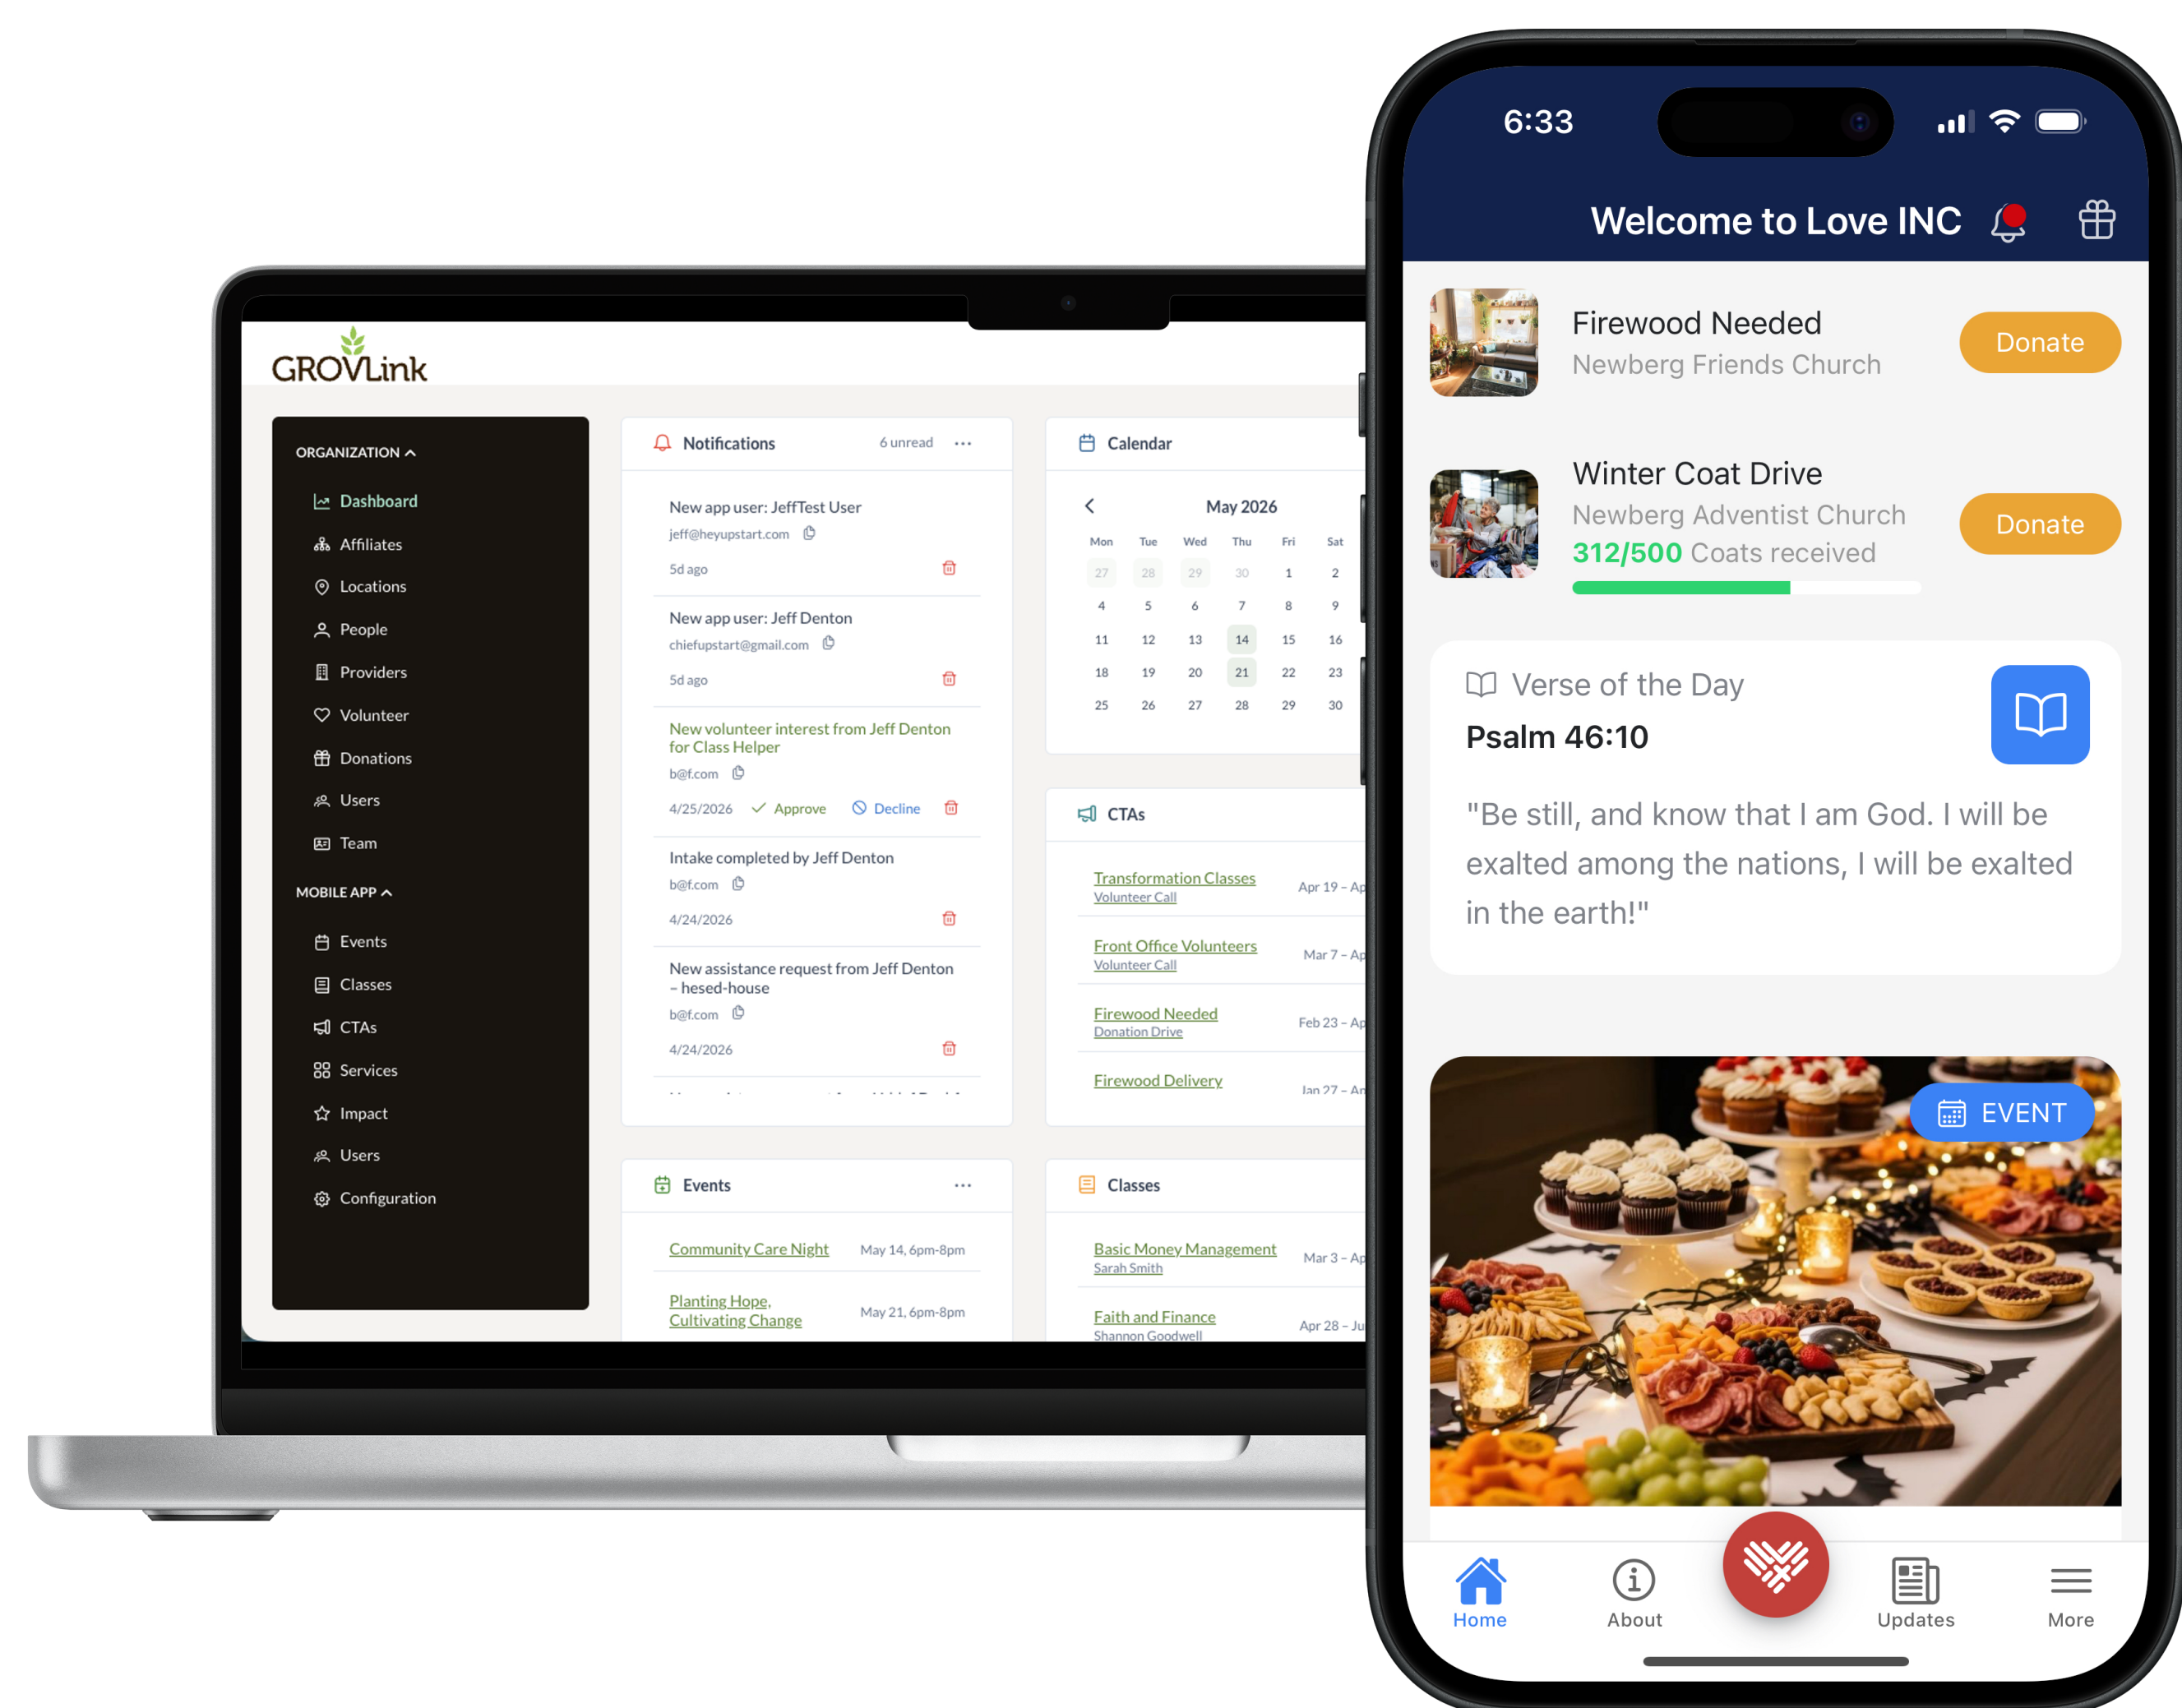 GROVLink
ORGANIZATION
Dashboard
Affiliates
Locations
People
Providers
Volunteer
Donations
Users
Team
MOBILE APP
Events
Classes
CTAs
Services
Impact
Users
Configuration
Notifications
6 unread
New app user: JeffTest User
jeff@heyupstart.com
5d ago
New app user: Jeff Denton
chiefupstart@gmail.com
5d ago
New volunteer interest from Jeff Denton
for Class Helper
b@f.com
4/25/2026 Approve Decline
Intake completed by Jeff Denton
b@f.com
4/24/2026
New assistance request from Jeff Denton
– hesed-house
b@f.com
4/24/2026
Events
Community Care Night May 14, 6pm-8pm
Planting Hope,
Cultivating Change
May 21, 6pm-8pm
Calendar
May 2026
Mon Tue Wed Thu Fri Sat
27 28 29 30 1 2
4 5 6 7 8 9
11 12 13 14 15 16
18 19 20 21 22 23
25 26 27 28 29 30
CTAs
Transformation Classes
Volunteer Call
Apr 19 – Ap
Front Office Volunteers
Volunteer Call
Mar 7 – Ap
Firewood Needed
Donation Drive
Feb 23 – Ap
Firewood Delivery
Jan 27 – Ap
Classes
Basic Money Management
Sarah Smith
Mar 3 – Ap
Faith and Finance
Shannon Goodwell
Apr 28 – Ju
6:33
Welcome to Love INC
Firewood Needed
Newberg Friends Church
Donate
Winter Coat Drive
Newberg Adventist Church
312/500 Coats received
Donate
Verse of the Day
Psalm 46:10
"Be still, and know that I am God. I will be
exalted among the nations, I will be exalted
in the earth!"
EVENT
Home
About
Updates
More